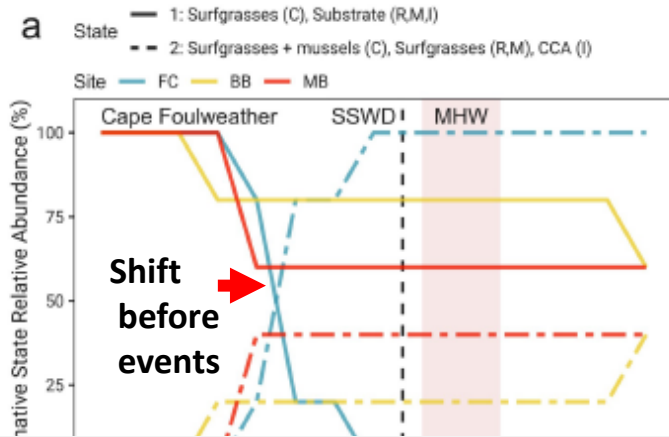 a
State
1: Surfgrasses (C), Substrate (R,M,I)
2: Surfgrasses + mussels (C), Surfgrasses (R,M), CCA (I)
Site FC BB MB
Cape Foulweather SSWD MHW
100
75
50
25
native State Relative Abundance (%)
Shift
before
events